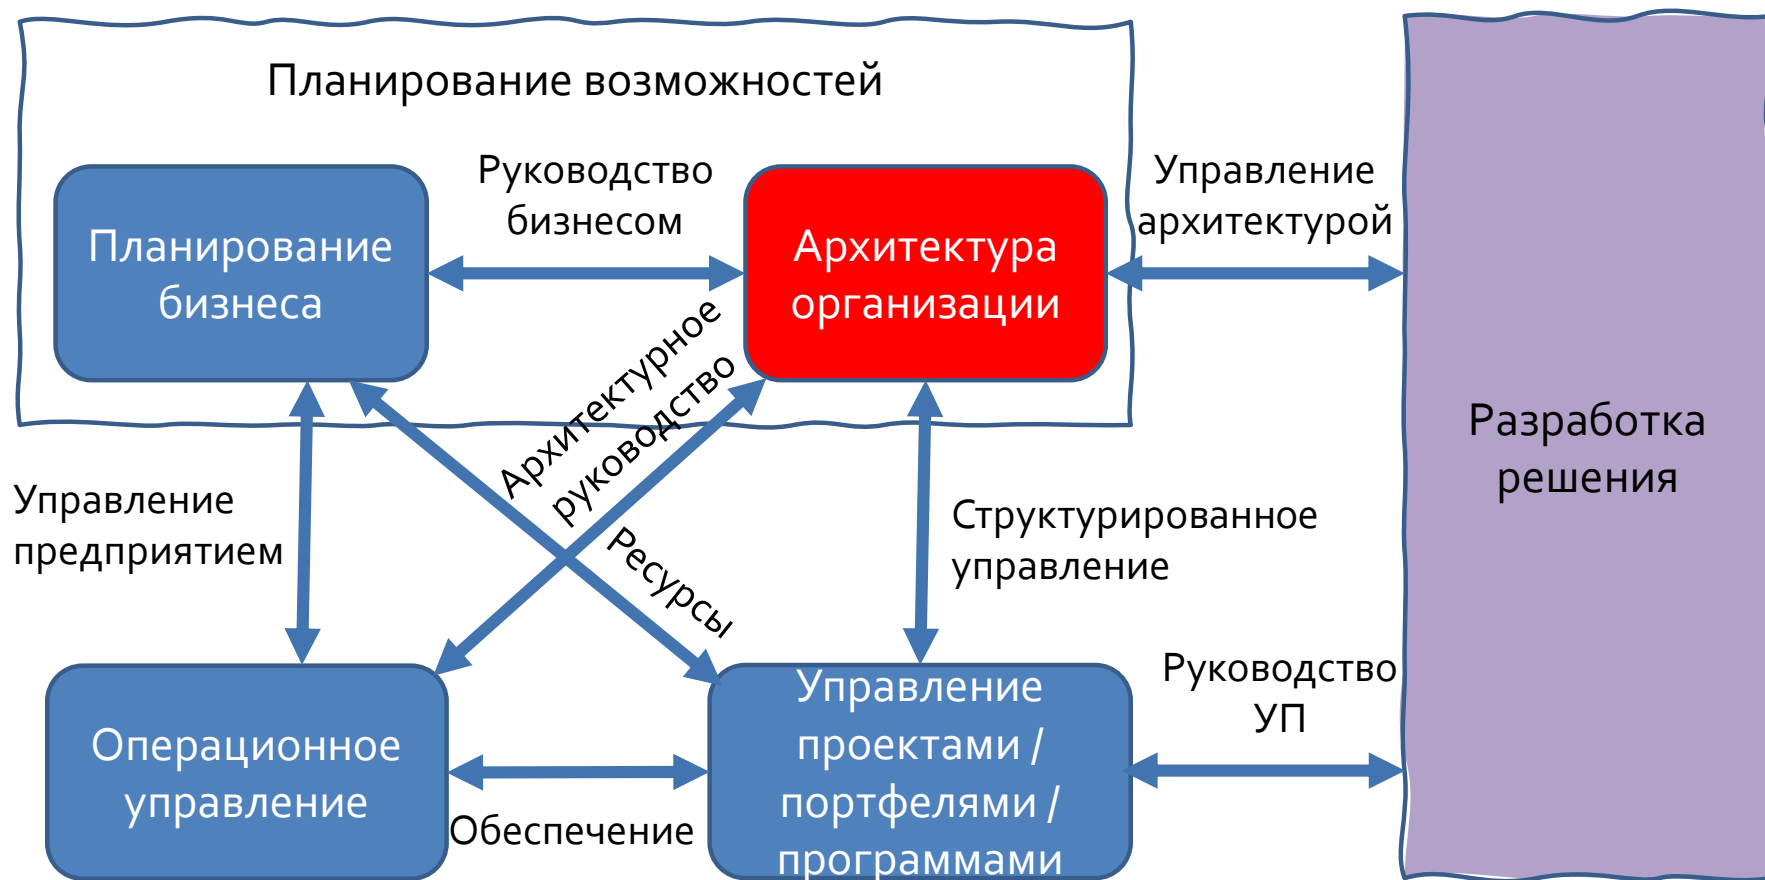 Планирование возможностей
Руководство
бизнесом
Управление
архитектурой
Планирование
бизнеса
Архитектура
организации
Архитектурное
руководство
Разработка
решения
Управление
предприятием
Структурированное
управление
Ресурсы
Руководство
УП
Операционное
управление
Обеспечение
Управление
проектами /
портфелями /
программами